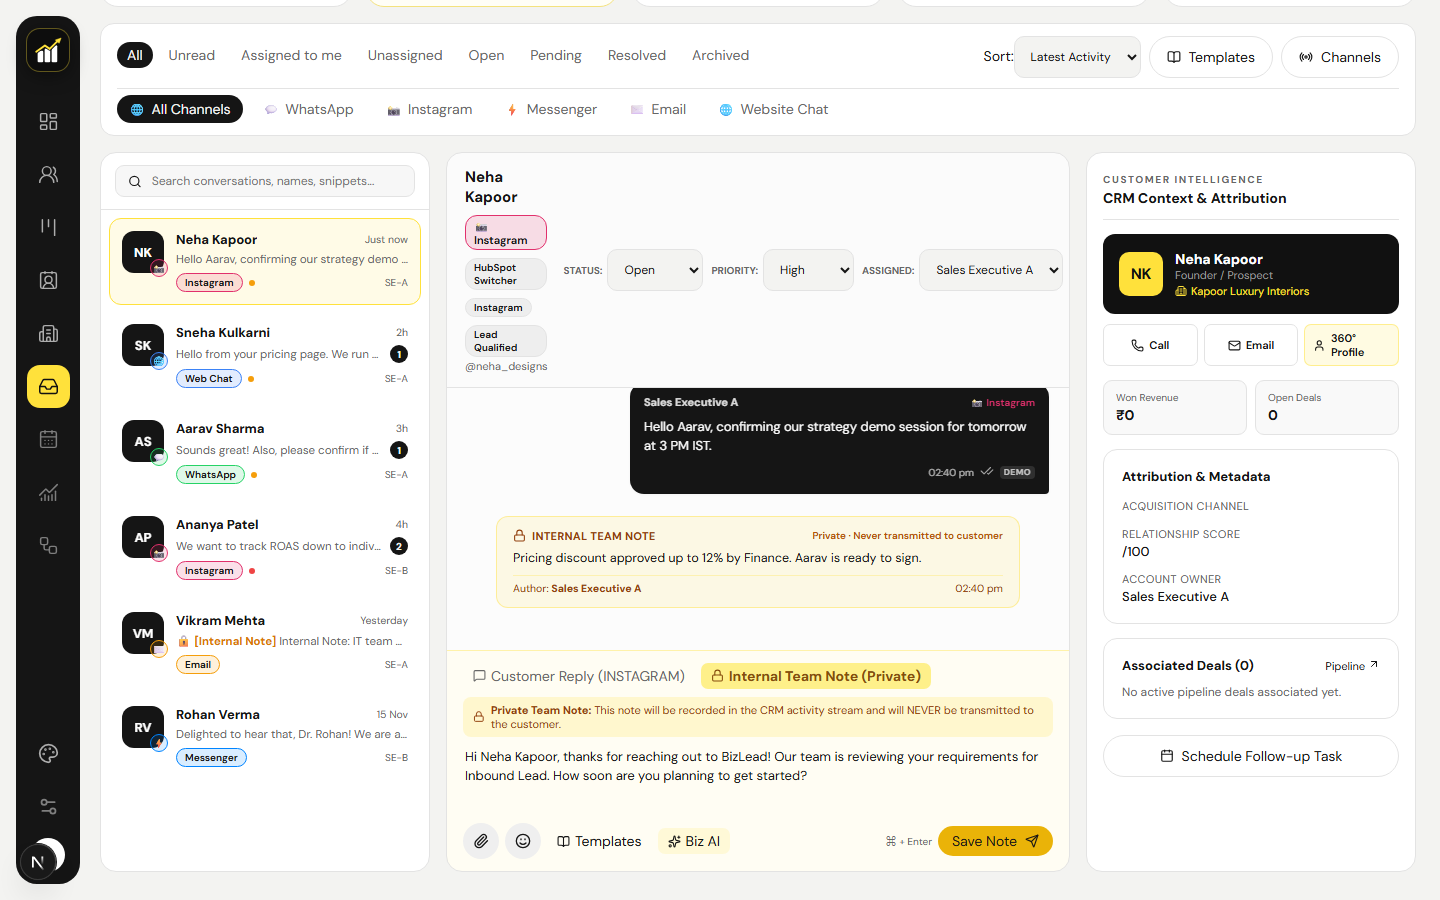 All
Unread
Assigned to me
Unassigned
Open
Pending
Resolved
Archived
Sort:
Latest Activity
Templates
Channels
All Channels
WhatsApp
Instagram
Messenger
Email
Website Chat
Search conversations, names, snippets...
NK
Neha Kapoor
Just now
Hello Aarav, confirming our strategy demo ...
Instagram
SE-A
SK
Sneha Kulkarni
2h
Hello from your pricing page. We run ...
1
Web Chat
SE-A
AS
Aarav Sharma
3h
Sounds great! Also, please confirm if ...
1
WhatsApp
SE-A
AP
Ananya Patel
4h
We want to track ROAS down to indiv...
2
Instagram
SE-B
VM
Vikram Mehta
Yesterday
[Internal Note] Internal Note: IT team ...
Email
SE-A
RV
Rohan Verma
15 Nov
Delighted to hear that, Dr. Rohan! We are a...
Messenger
SE-B
N
Neha
Kapoor
Instagram
HubSpot
Switcher
Instagram
Lead
Qualified
@neha_designs
STATUS:
Open
PRIORITY:
High
ASSIGNED:
Sales Executive A
Sales Executive A
Instagram
Hello Aarav, confirming our strategy demo session for tomorrow
at 3 PM IST.
02:40 pm
DEMO
INTERNAL TEAM NOTE
Private · Never transmitted to customer
Pricing discount approved up to 12% by Finance. Aarav is ready to sign.
Author: Sales Executive A
02:40 pm
Customer Reply (INSTAGRAM)
Internal Team Note (Private)
Private Team Note: This note will be recorded in the CRM activity stream and will NEVER be transmitted to
the customer.
Hi Neha Kapoor, thanks for reaching out to BizLead! Our team is reviewing your requirements for
Inbound Lead. How soon are you planning to get started?
Templates
Biz AI
⌘ + Enter
Save Note
CUSTOMER INTELLIGENCE
CRM Context & Attribution
NK
Neha Kapoor
Founder / Prospect
Kapoor Luxury Interiors
Call
Email
360°
Profile
Won Revenue
₹0
Open Deals
0
Attribution & Metadata
ACQUISITION CHANNEL
RELATIONSHIP SCORE
/100
ACCOUNT OWNER
Sales Executive A
Associated Deals (0)
Pipeline
No active pipeline deals associated yet.
Schedule Follow-up Task